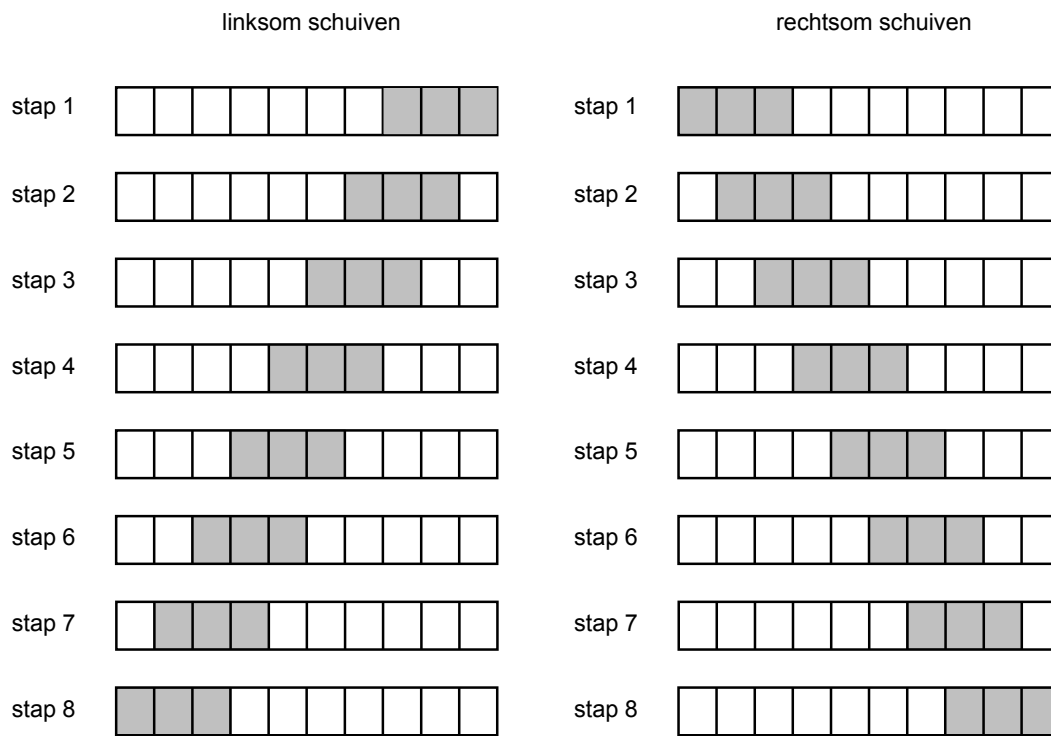 linksom schuiven rechtsom schuiven
stap 1 stap 1
stap 2 stap 2
stap 3 stap 3
stap 4 stap 4
stap 5 stap 5
stap 6 stap 6
stap 7 stap 7
stap 8 stap 8